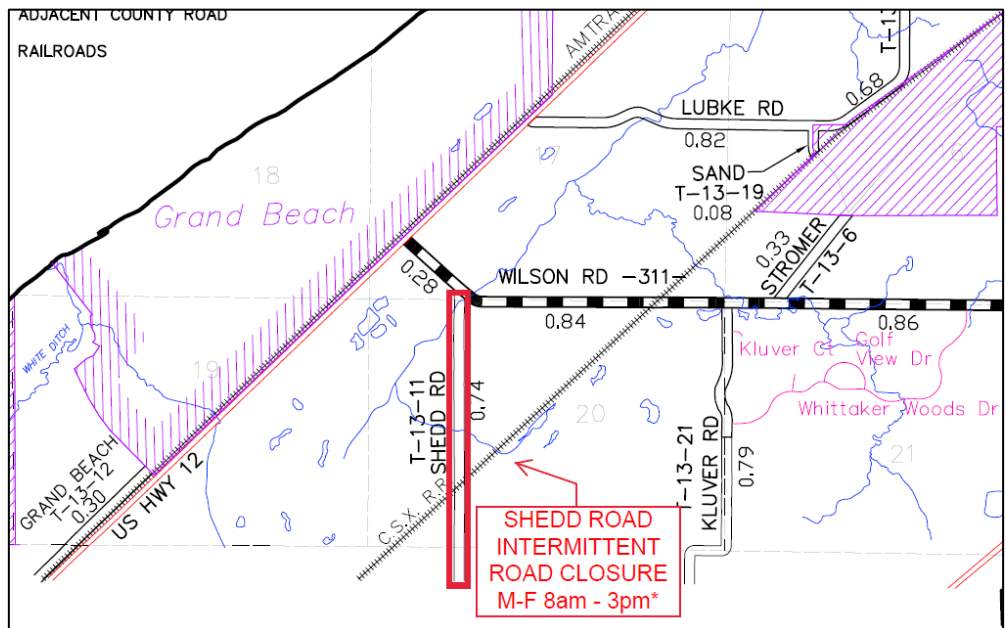 ADJACENT COUNTY ROAD
RAILROADS
AMTRA
T-13
0.68
LUBKE RD
0.82
17
16
18
SAND
T-13-19
0.08
Grand Beach
0.33
STROMER
T-13-6
0.28
WILSON RD -311-
0.84
0.86
WHITE DITCH
19
T-13-11
SHEDD RD
0.74
20
Kluver Ct
Golf
View Dr
Whittaker Woods Dr
21
T-13-21
KLUVER RD
0.79
GRAND BEACH
T-13-12
0.30
US HWY 12
C.S.X. R.R.
SHEDD ROAD
INTERMITTENT
ROAD CLOSURE
M-F 8am - 3pm*